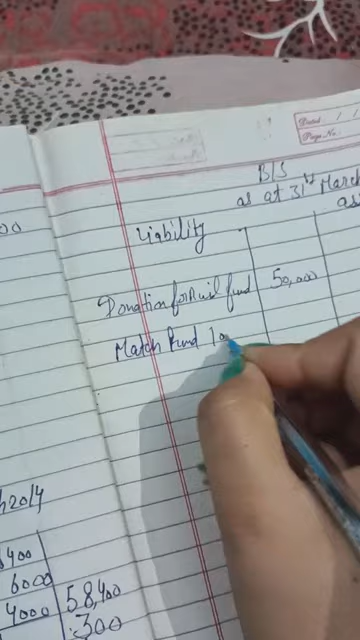 00
Dated : / /
Page No :
B/S
as at 31st March
Liability
Donation for fund 50,000
Match Fund
2014
400
6000
4000 58,400
300